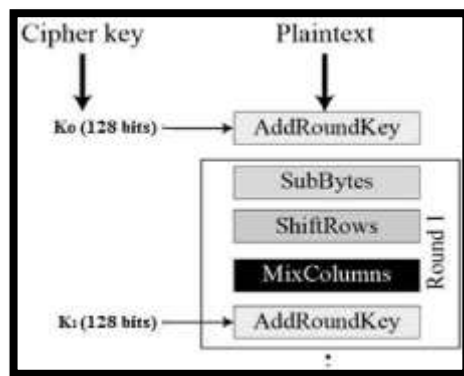 Cipher key Plaintext
K0 (128 bits) AddRoundKey
SubBytes
ShiftRows
MixColumns
Round 1
K1 (128 bits) AddRoundKey
⋮